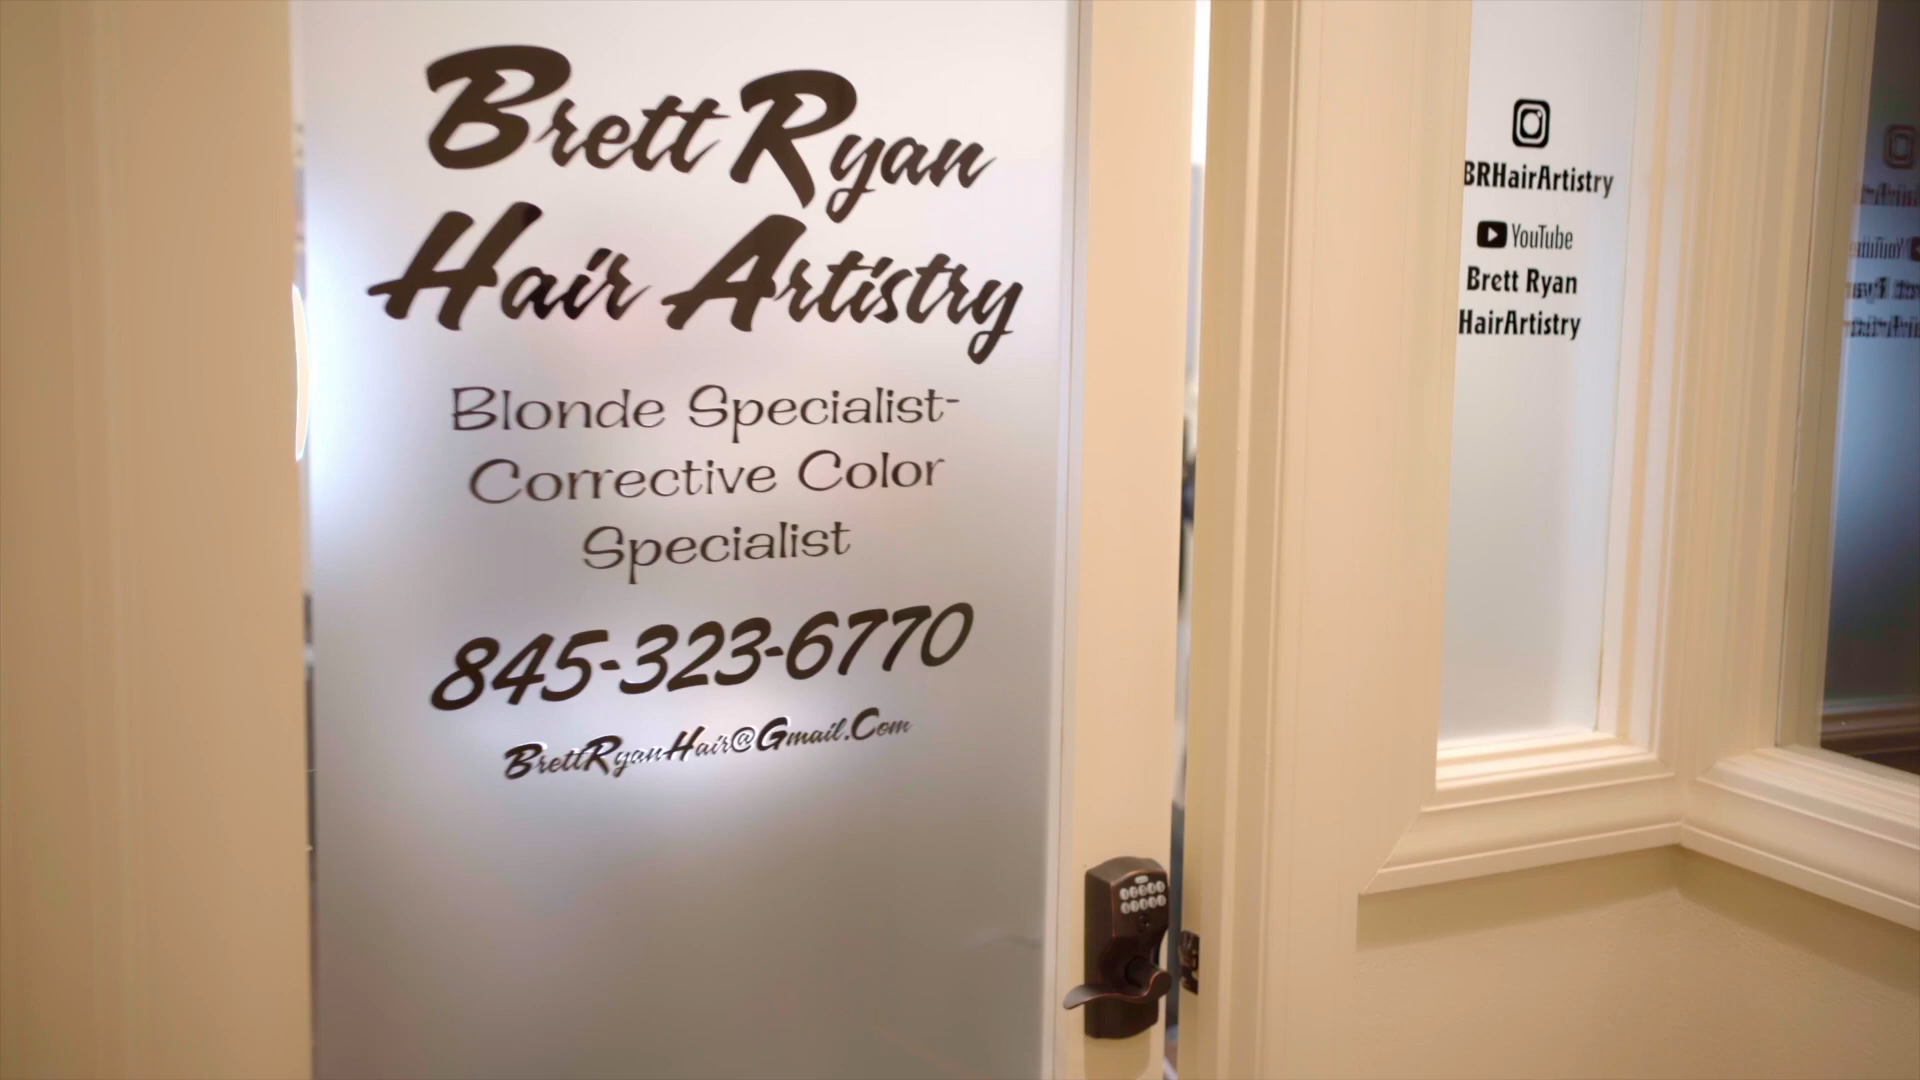 Brett Ryan
Hair Artistry
Blonde Specialist-
Corrective Color
Specialist
845-323-6770
BrettRyanHair@Gmail.Com
BRHairArtistry
YouTube
Brett Ryan
HairArtistry